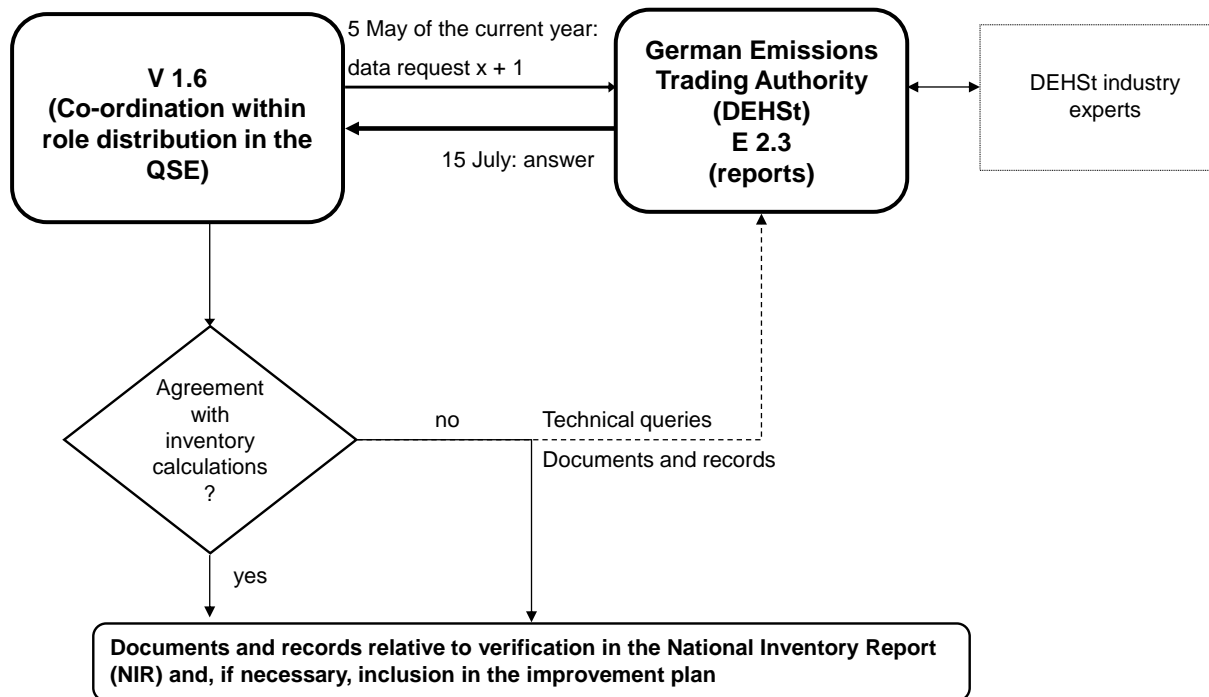 V 1.6
(Co-ordination within
role distribution in the
QSE)
5 May of the current year:
data request x + 1
15 July: answer
German Emissions
Trading Authority
(DEHSt)
E 2.3
(reports)
DEHSt industry
experts
Agreement
with
inventory
calculations
?
no
Technical queries
Documents and records
yes
Documents and records relative to verification in the National Inventory Report
(NIR) and, if necessary, inclusion in the improvement plan